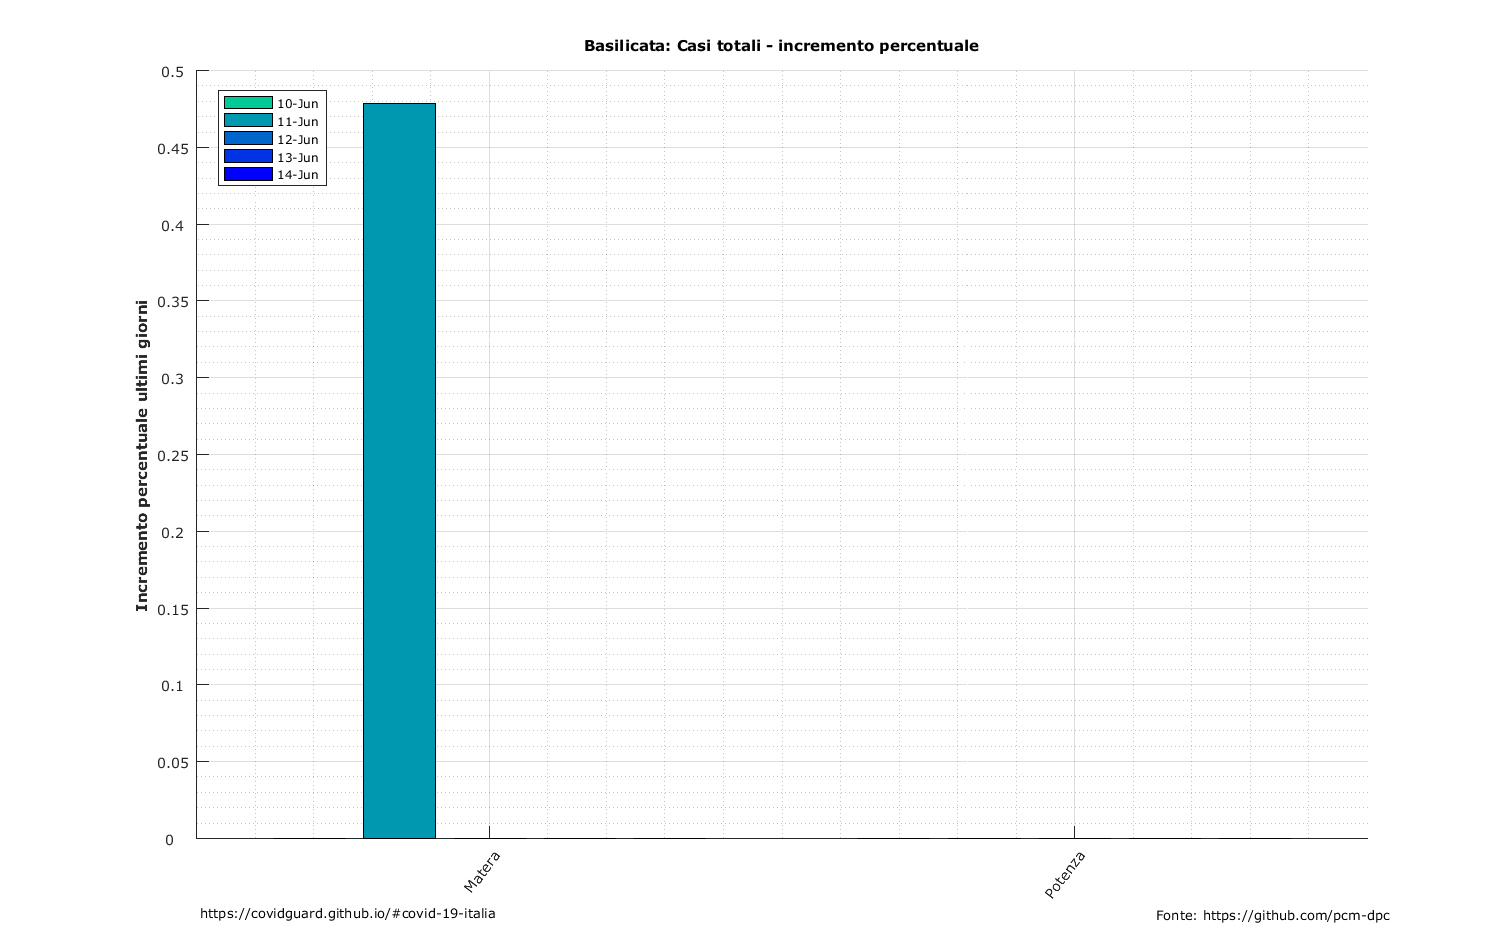 Basilicata: Casi totali - incremento percentuale
Incremento percentuale ultimi giorni
0.5
0.45
0.4
0.35
0.3
0.25
0.2
0.15
0.1
0.05
0
10-Jun
11-Jun
12-Jun
13-Jun
14-Jun
Matera
Potenza
https://covidguard.github.io/#covid-19-italia
Fonte: https://github.com/pcm-dpc